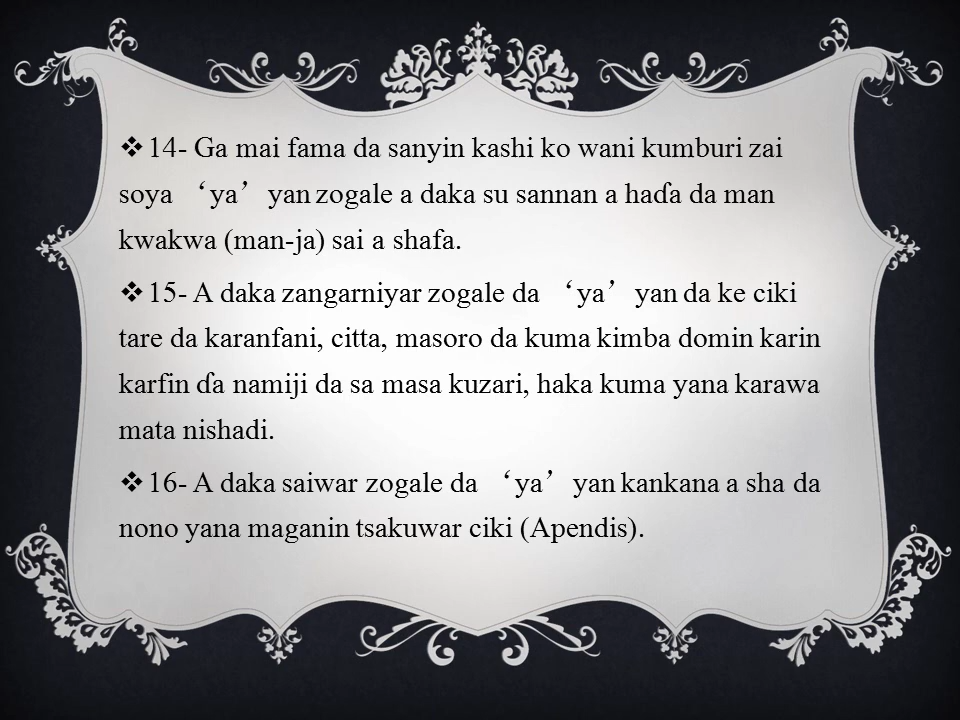 ❖14- Ga mai fama da sanyin kashi ko wani kumburi zai
soya ‘ya’ yan zogale a daka su sannan a haɗa da man
kwakwa (man-ja) sai a shafa.
❖15- A daka zangarniyar zogale da ‘ya’ yan da ke ciki
tare da karanfani, citta, masoro da kuma kimba domin karin
karfin ɗa namiji da sa masa kuzari, haka kuma yana karawa
mata nishadi.
❖16- A daka saiwar zogale da ‘ya’ yan kankana a sha da
nono yana maganin tsakuwar ciki (Apendis).